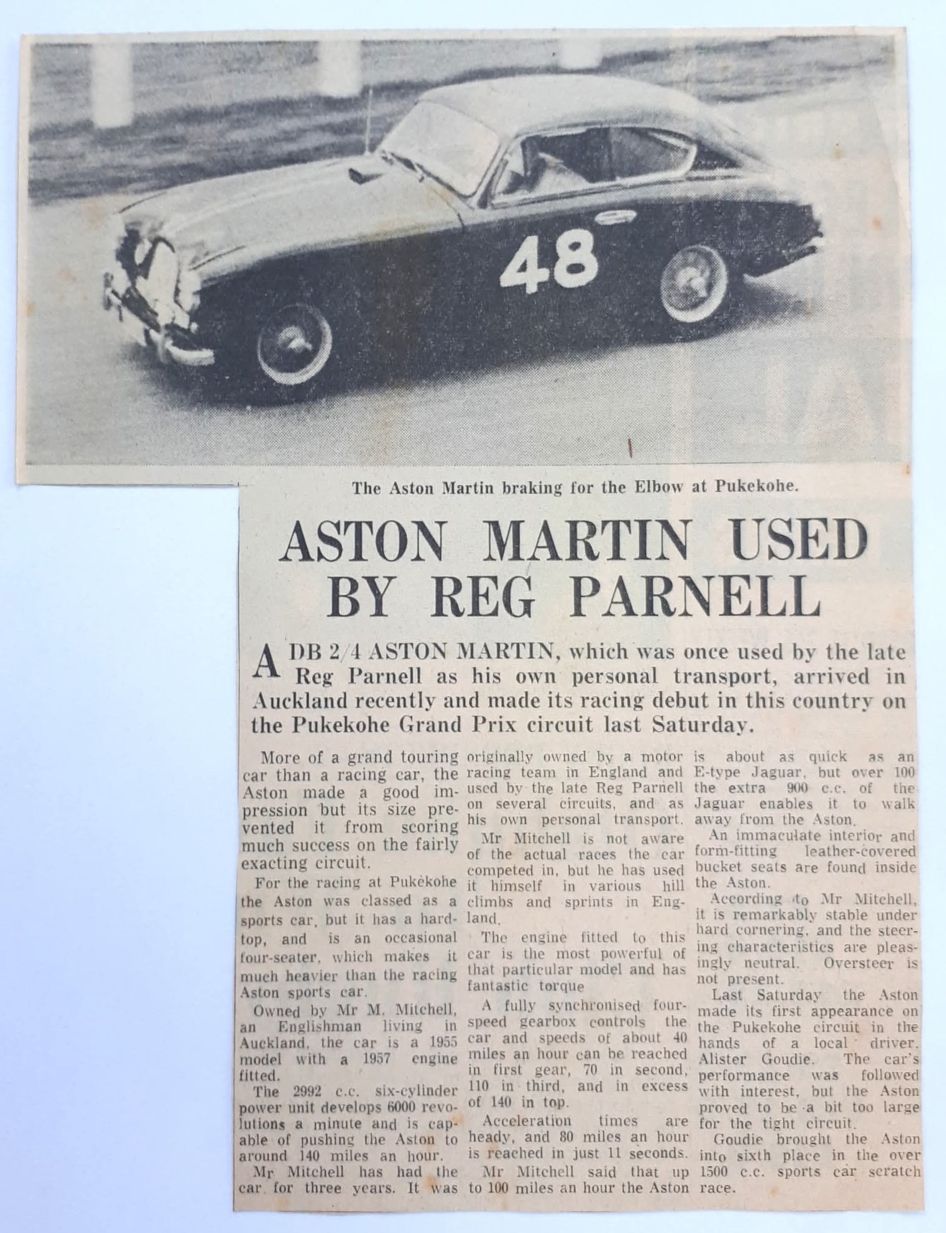 48
The Aston Martin braking for the Elbow at Pukekohe.
ASTON MARTIN USED
BY REG PARNELL
A DB 2/4 ASTON MARTIN, which was once used by the late
Reg Parnell as his own personal transport, arrived in
Auckland recently and made its racing debut in this country on
the Pukekohe Grand Prix circuit last Saturday.
More of a grand touring
car than a racing car, the
Aston made a good im-
pression but its size pre-
vented it from scoring
much success on the fairly
exacting circuit.
For the racing at Pukekohe
the Aston was classed as a
sports car, but it has a hard-
top, and is an occasional
four-seater, which makes it
much heavier than the racing
Aston sports car.
Owned by Mr M. Mitchell,
an Englishman living in
Auckland, the car is a 1955
model with a 1957 engine
fitted.
The 2992 c.c. six-cylinder
power unit develops 6000 revo-
lutions a minute and is cap-
able of pushing the Aston to
around 140 miles an hour.
Mr Mitchell has had the
car for three years. It was
originally owned by a motor
racing team in England and
used by the late Reg Parnell
on several circuits, and as
his own personal transport.
Mr Mitchell is not aware
of the actual races the car
competed in, but he has used
it himself in various hill
climbs and sprints in Eng-
land.
The engine fitted to this
car is the most powerful of
that particular model and has
fantastic torque
A fully synchronised four-
speed gearbox controls the
car and speeds of about 40
miles an hour can be reached
in first gear, 70 in second,
110 in third, and in excess
of 140 in top.
Acceleration times are
heady, and 80 miles an hour
is reached in just 11 seconds.
Mr Mitchell said that up
to 100 miles an hour the Aston
is about as quick as an
E-type Jaguar, but over 100
the extra 900 c.c. of the
Jaguar enables it to walk
away from the Aston.
An immaculate interior and
form-fitting leather-covered
bucket seats are found inside
the Aston.
According to Mr Mitchell,
it is remarkably stable under
hard cornering, and the steer-
ing characteristics are pleas-
ingly neutral. Oversteer is
not present.
Last Saturday the Aston
made its first appearance on
the Pukekohe circuit in the
hands of a local driver,
Alister Goudie. The car's
performance was followed
with interest, but the Aston
proved to be a bit too large
for the tight circuit.
Goudie brought the Aston
into sixth place in the over
1500 c.c. sports car scratch
race.